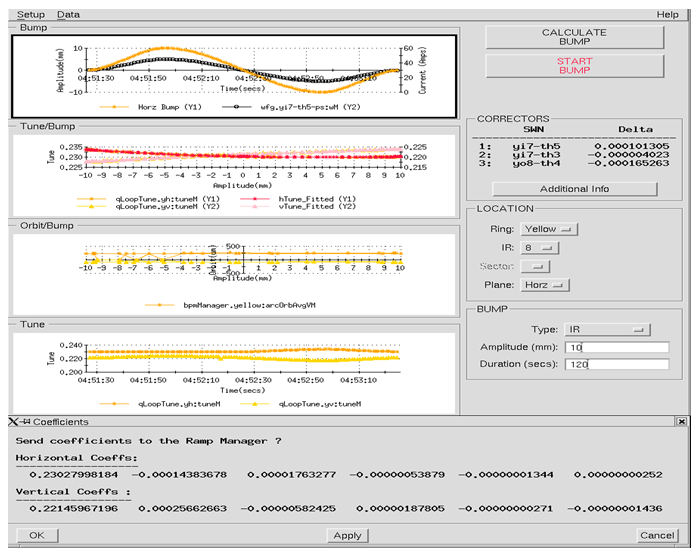 Setup Data Help
Bump
Amplitude(mm)
10
0
-10
04:51:30 04:51:50 04:52:10 04:52:30 04:52:50 04:53:10
Time(secs)
60
40
20
0
Current (Amps)
Horz Bump (Y1) wfg.yi7-th5-ps:wM (Y2)
Tune/Bump
Tune
0.235
0.230
0.225
0.220
0.225
0.220
0.215
-10 -9 -8 -7 -6 -5 -4 -3 -2 -1 0 1 2 3 4 5 6 7 8 9 10
Amplitude(mm)
qLoopTune.yh:tuneM (Y1) hTune_Fitted (Y1)
qLoopTune.yv:tuneM (Y2) vTune_Fitted (Y2)
Orbit/Bump
500
0
-500
Orbit(um)
-10 -9 -8 -7 -6 -5 -4 -3 -2 -1 0 1 2 3 4 5 6 7 8 9 10
Amplitude(mm)
bpmManager.yellow:arcOrbAvgVM
Tune
Tune
0.240
0.220
0.200
04:51:30 04:51:50 04:52:10 04:52:30 04:52:50 04:53:10
Time(secs)
qLoopTune.yh:tuneM qLoopTune.yv:tuneM
CALCULATE
BUMP
START
BUMP
CORRECTORS
SWN Delta
1: yi7-th5 0.000101305
2: yi7-th3 -0.000004023
3: yo8-th4 -0.000165263
Additional Info
LOCATION
Ring: Yellow
IR: 8
Sector:
Plane: Horz
BUMP
Type: IR
Amplitude (mm): 10
Duration (secs): 120
Coefficients
Send coefficients to the Ramp Manager ?
Horizontal Coeffs:
0.23027998184 -0.00014383678 0.00001763277 -0.00000053879 -0.00000001344 0.00000000252
Vertical Coeffs :
0.22145967196 0.00025662663 -0.00000582425 0.00000187805 -0.00000000271 -0.00000001436
OK Apply Cancel